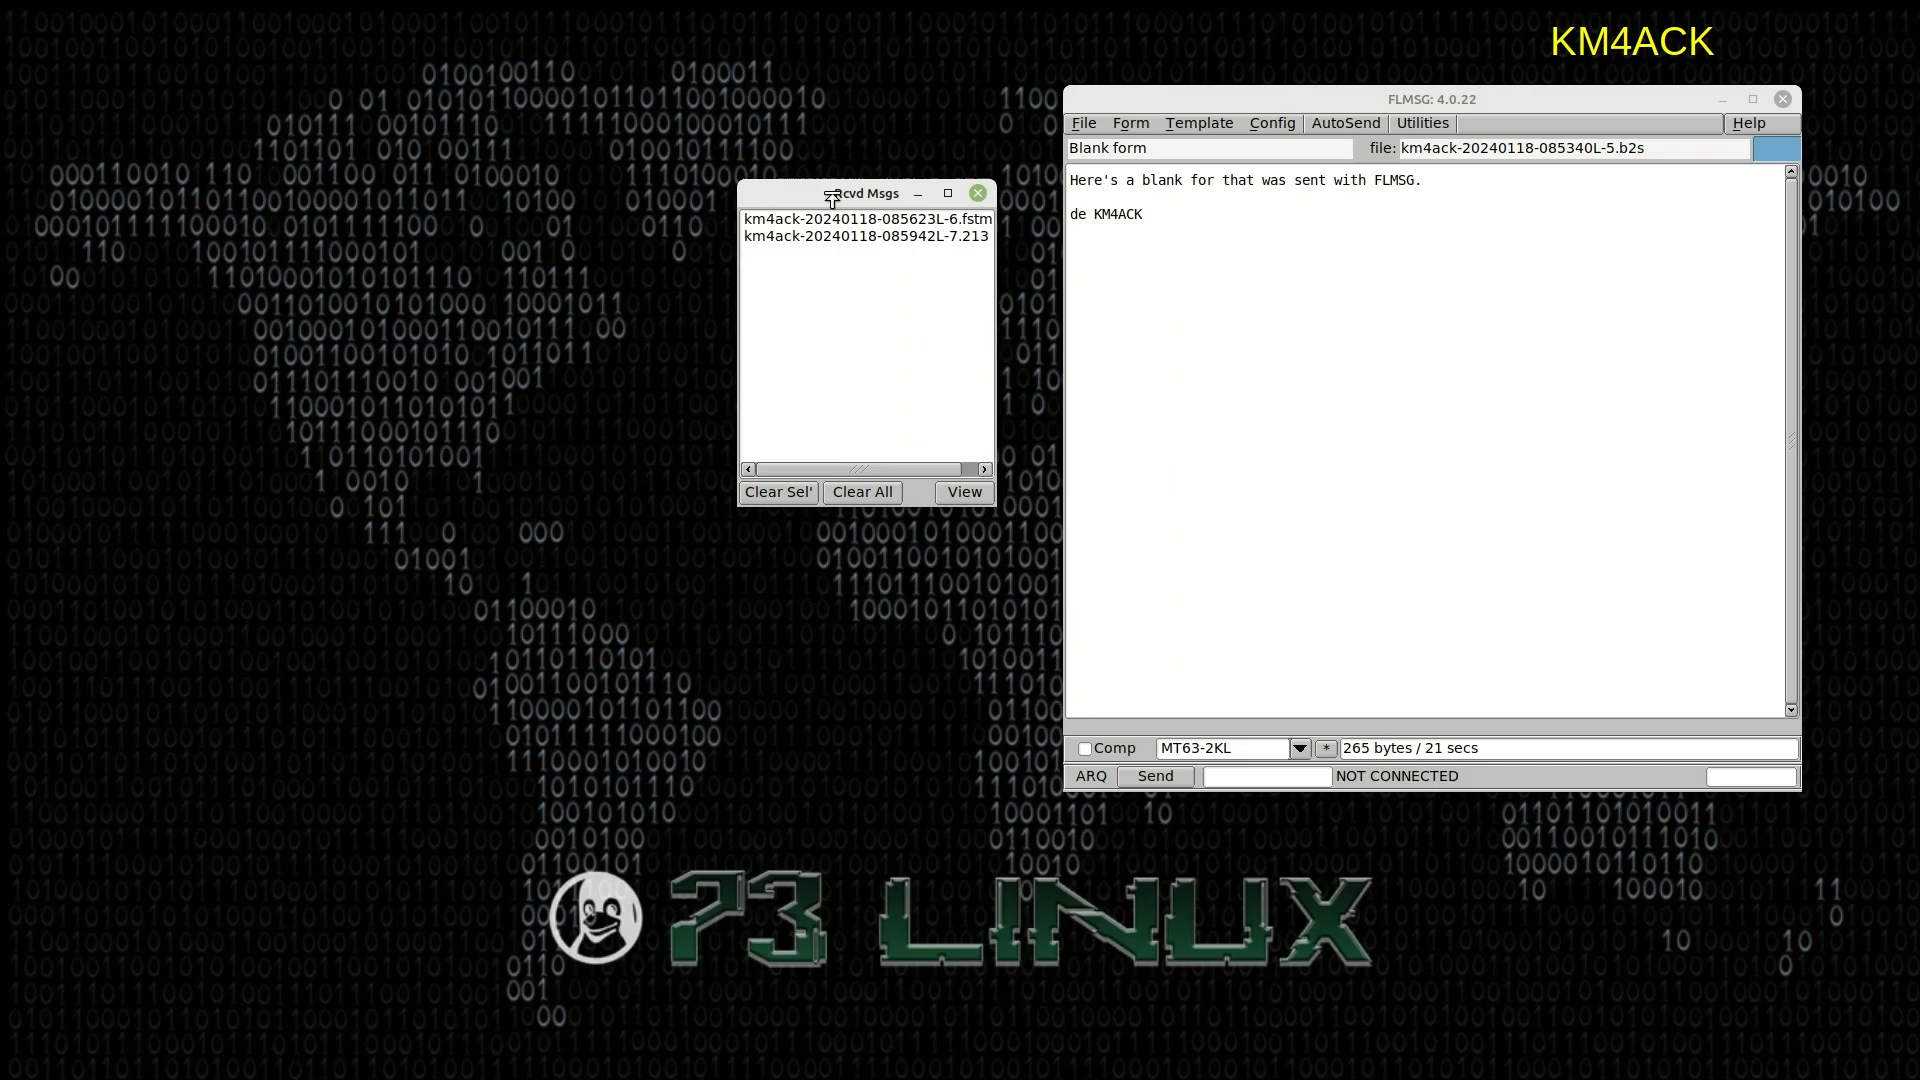 KM4ACK
FLMSG: 4.0.22
File Form Template Config AutoSend Utilities Help
Blank form file: km4ack-20240118-085340L-5.b2s
Here's a blank for that was sent with FLMSG.
de KM4ACK
Rcvd Msgs
km4ack-20240118-085623L-6.fstm
km4ack-20240118-085942L-7.213
Clear Sel' Clear All View
Comp MT63-2KL * 265 bytes / 21 secs
ARQ Send NOT CONNECTED
73 LINUX